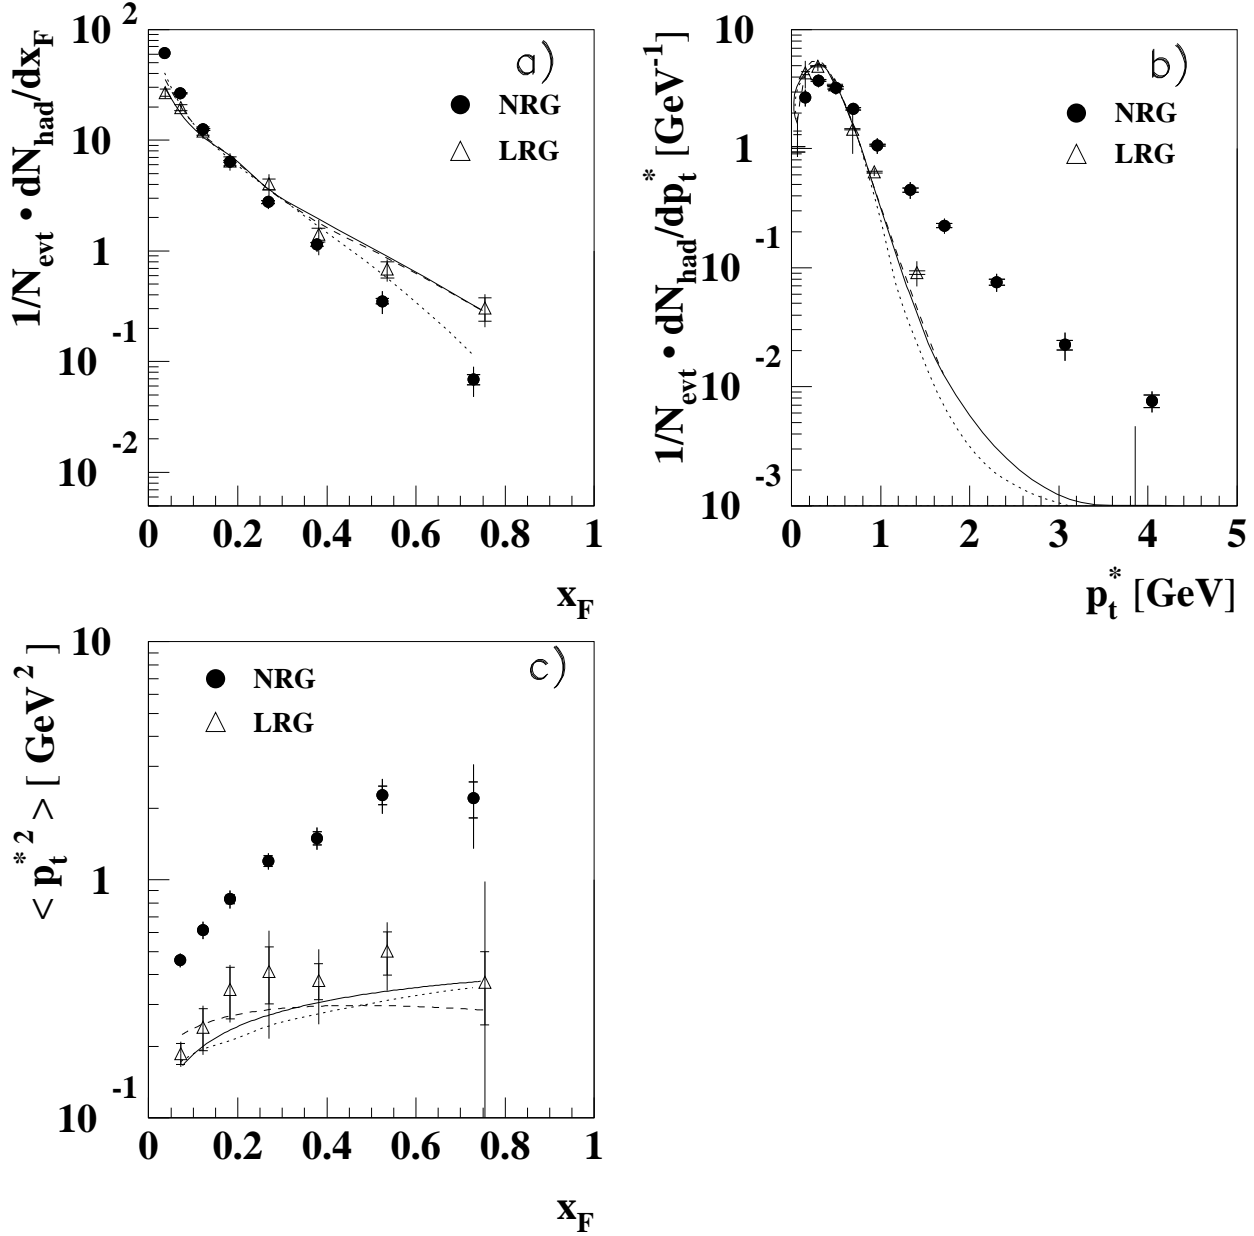 1/N_evt • dN_had/dx_F
10^2
10
1
10^-1
10^-2
0 0.2 0.4 0.6 0.8 1
x_F
a)
NRG
LRG
1/N_evt • dN_had/dp_t^* [GeV^-1]
10
1
10^-1
10^-2
10^-3
0 1 2 3 4 5
p_t^* [GeV]
b)
NRG
LRG
< p_t^*2 > [ GeV^2 ]
10
1
10^-1
0 0.2 0.4 0.6 0.8 1
x_F
c)
NRG
LRG